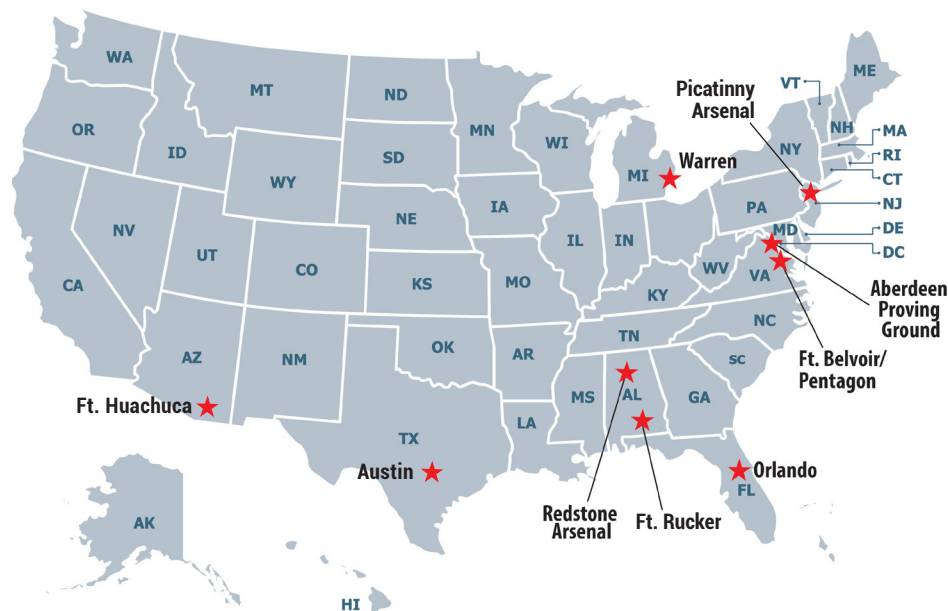 WA
MT
ND
MN
ME
VT
Picatinny
Arsenal
OR
ID
SD
WI
NH
MA
NY
RI
Warren
MI
CT
WY
NJ
PA
IA
NE
NV
UT
CO
IL
IN
MD
DE
DC
WV
VA
CA
KS
MO
KY
Aberdeen
Proving
Ground
NC
TN
AZ
NM
OK
AR
SC
Ft. Belvoir/
Pentagon
MS
AL
GA
Ft. Huachuca
LA
TX
Austin
Orlando
FL
Redstone
Arsenal
Ft. Rucker
AK
HI